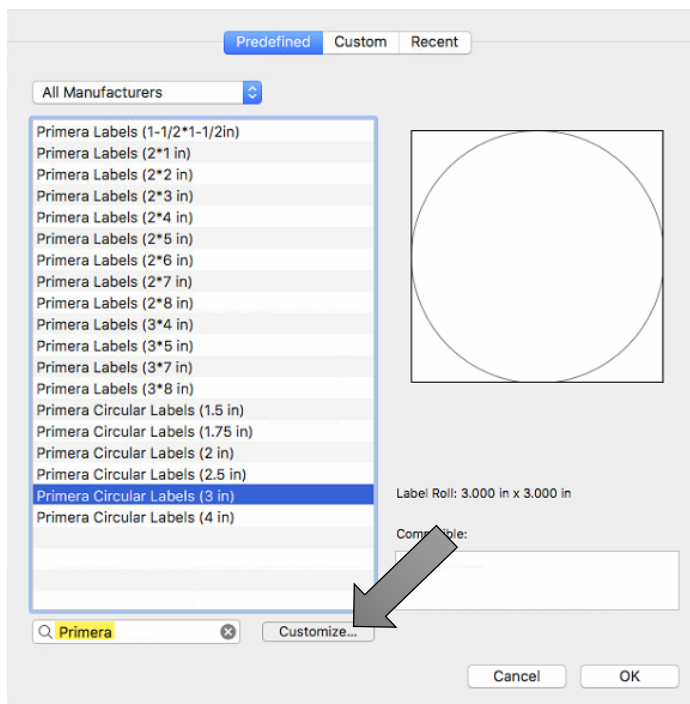 Predefined Custom Recent
All Manufacturers
Primera Labels (1-1/2*1-1/2in)
Primera Labels (2*1 in)
Primera Labels (2*2 in)
Primera Labels (2*3 in)
Primera Labels (2*4 in)
Primera Labels (2*5 in)
Primera Labels (2*6 in)
Primera Labels (2*7 in)
Primera Labels (2*8 in)
Primera Labels (3*4 in)
Primera Labels (3*5 in)
Primera Labels (3*7 in)
Primera Labels (3*8 in)
Primera Circular Labels (1.5 in)
Primera Circular Labels (1.75 in)
Primera Circular Labels (2 in)
Primera Circular Labels (2.5 in)
Primera Circular Labels (3 in)
Primera Circular Labels (4 in)
Label Roll: 3.000 in x 3.000 in
Compatible:
Primera
Customize...
Cancel OK